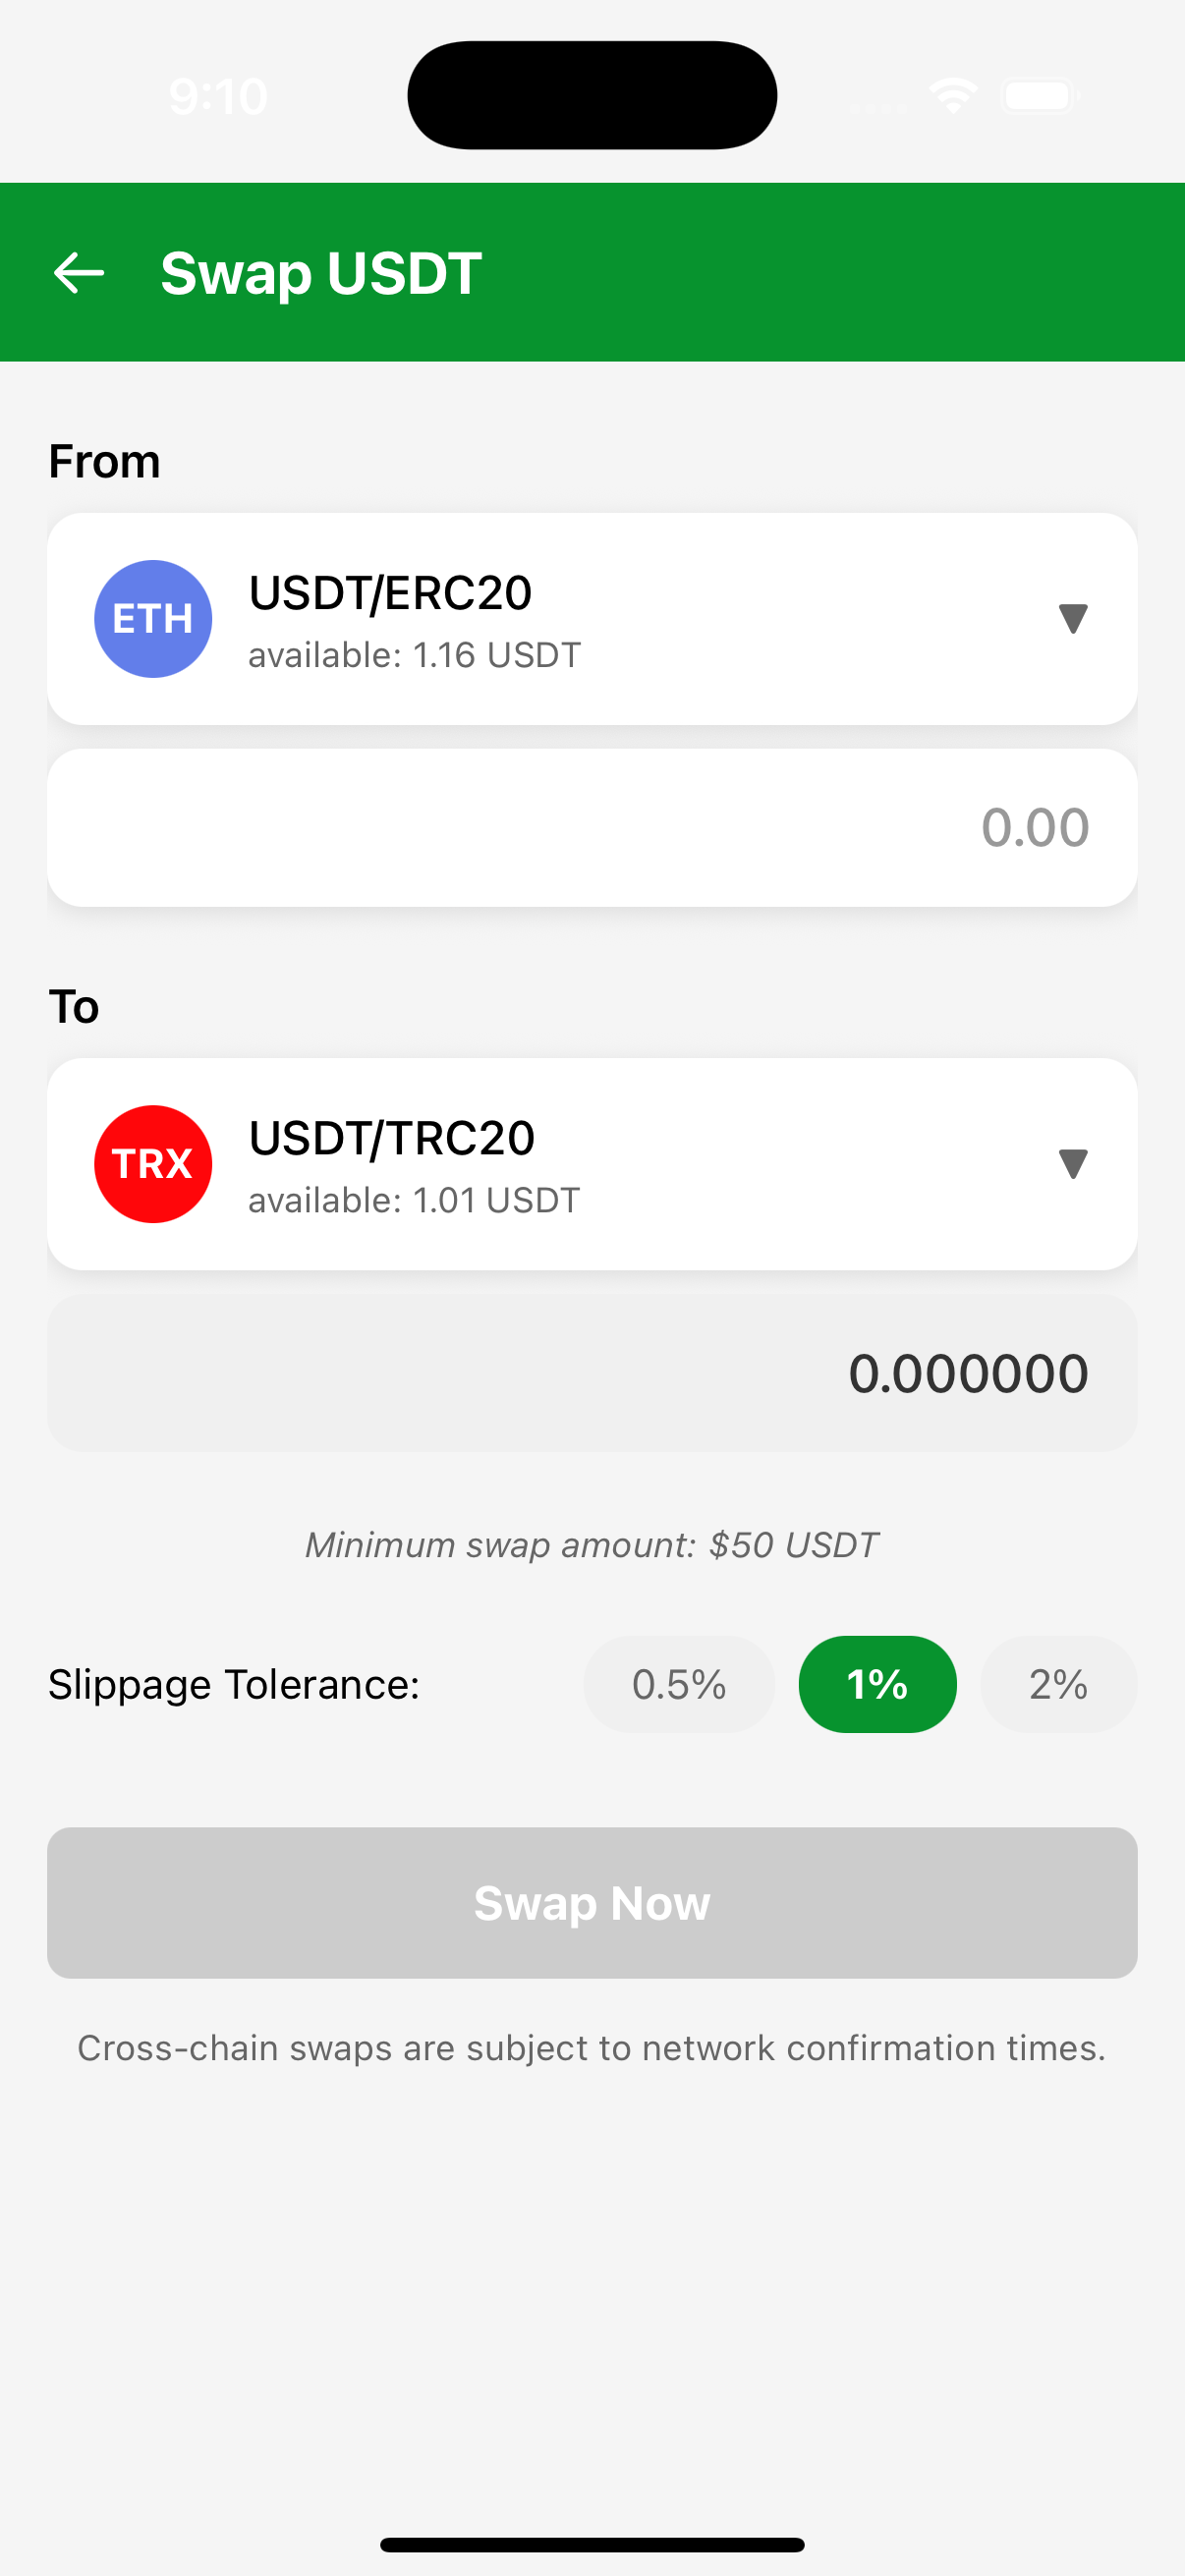 9:10
Swap USDT
From
ETH
USDT/ERC20
available: 1.16 USDT
0.00
To
TRX
USDT/TRC20
available: 1.01 USDT
0.000000
Minimum swap amount: $50 USDT
Slippage Tolerance: 0.5% 1% 2%
Swap Now
Cross-chain swaps are subject to network confirmation times.